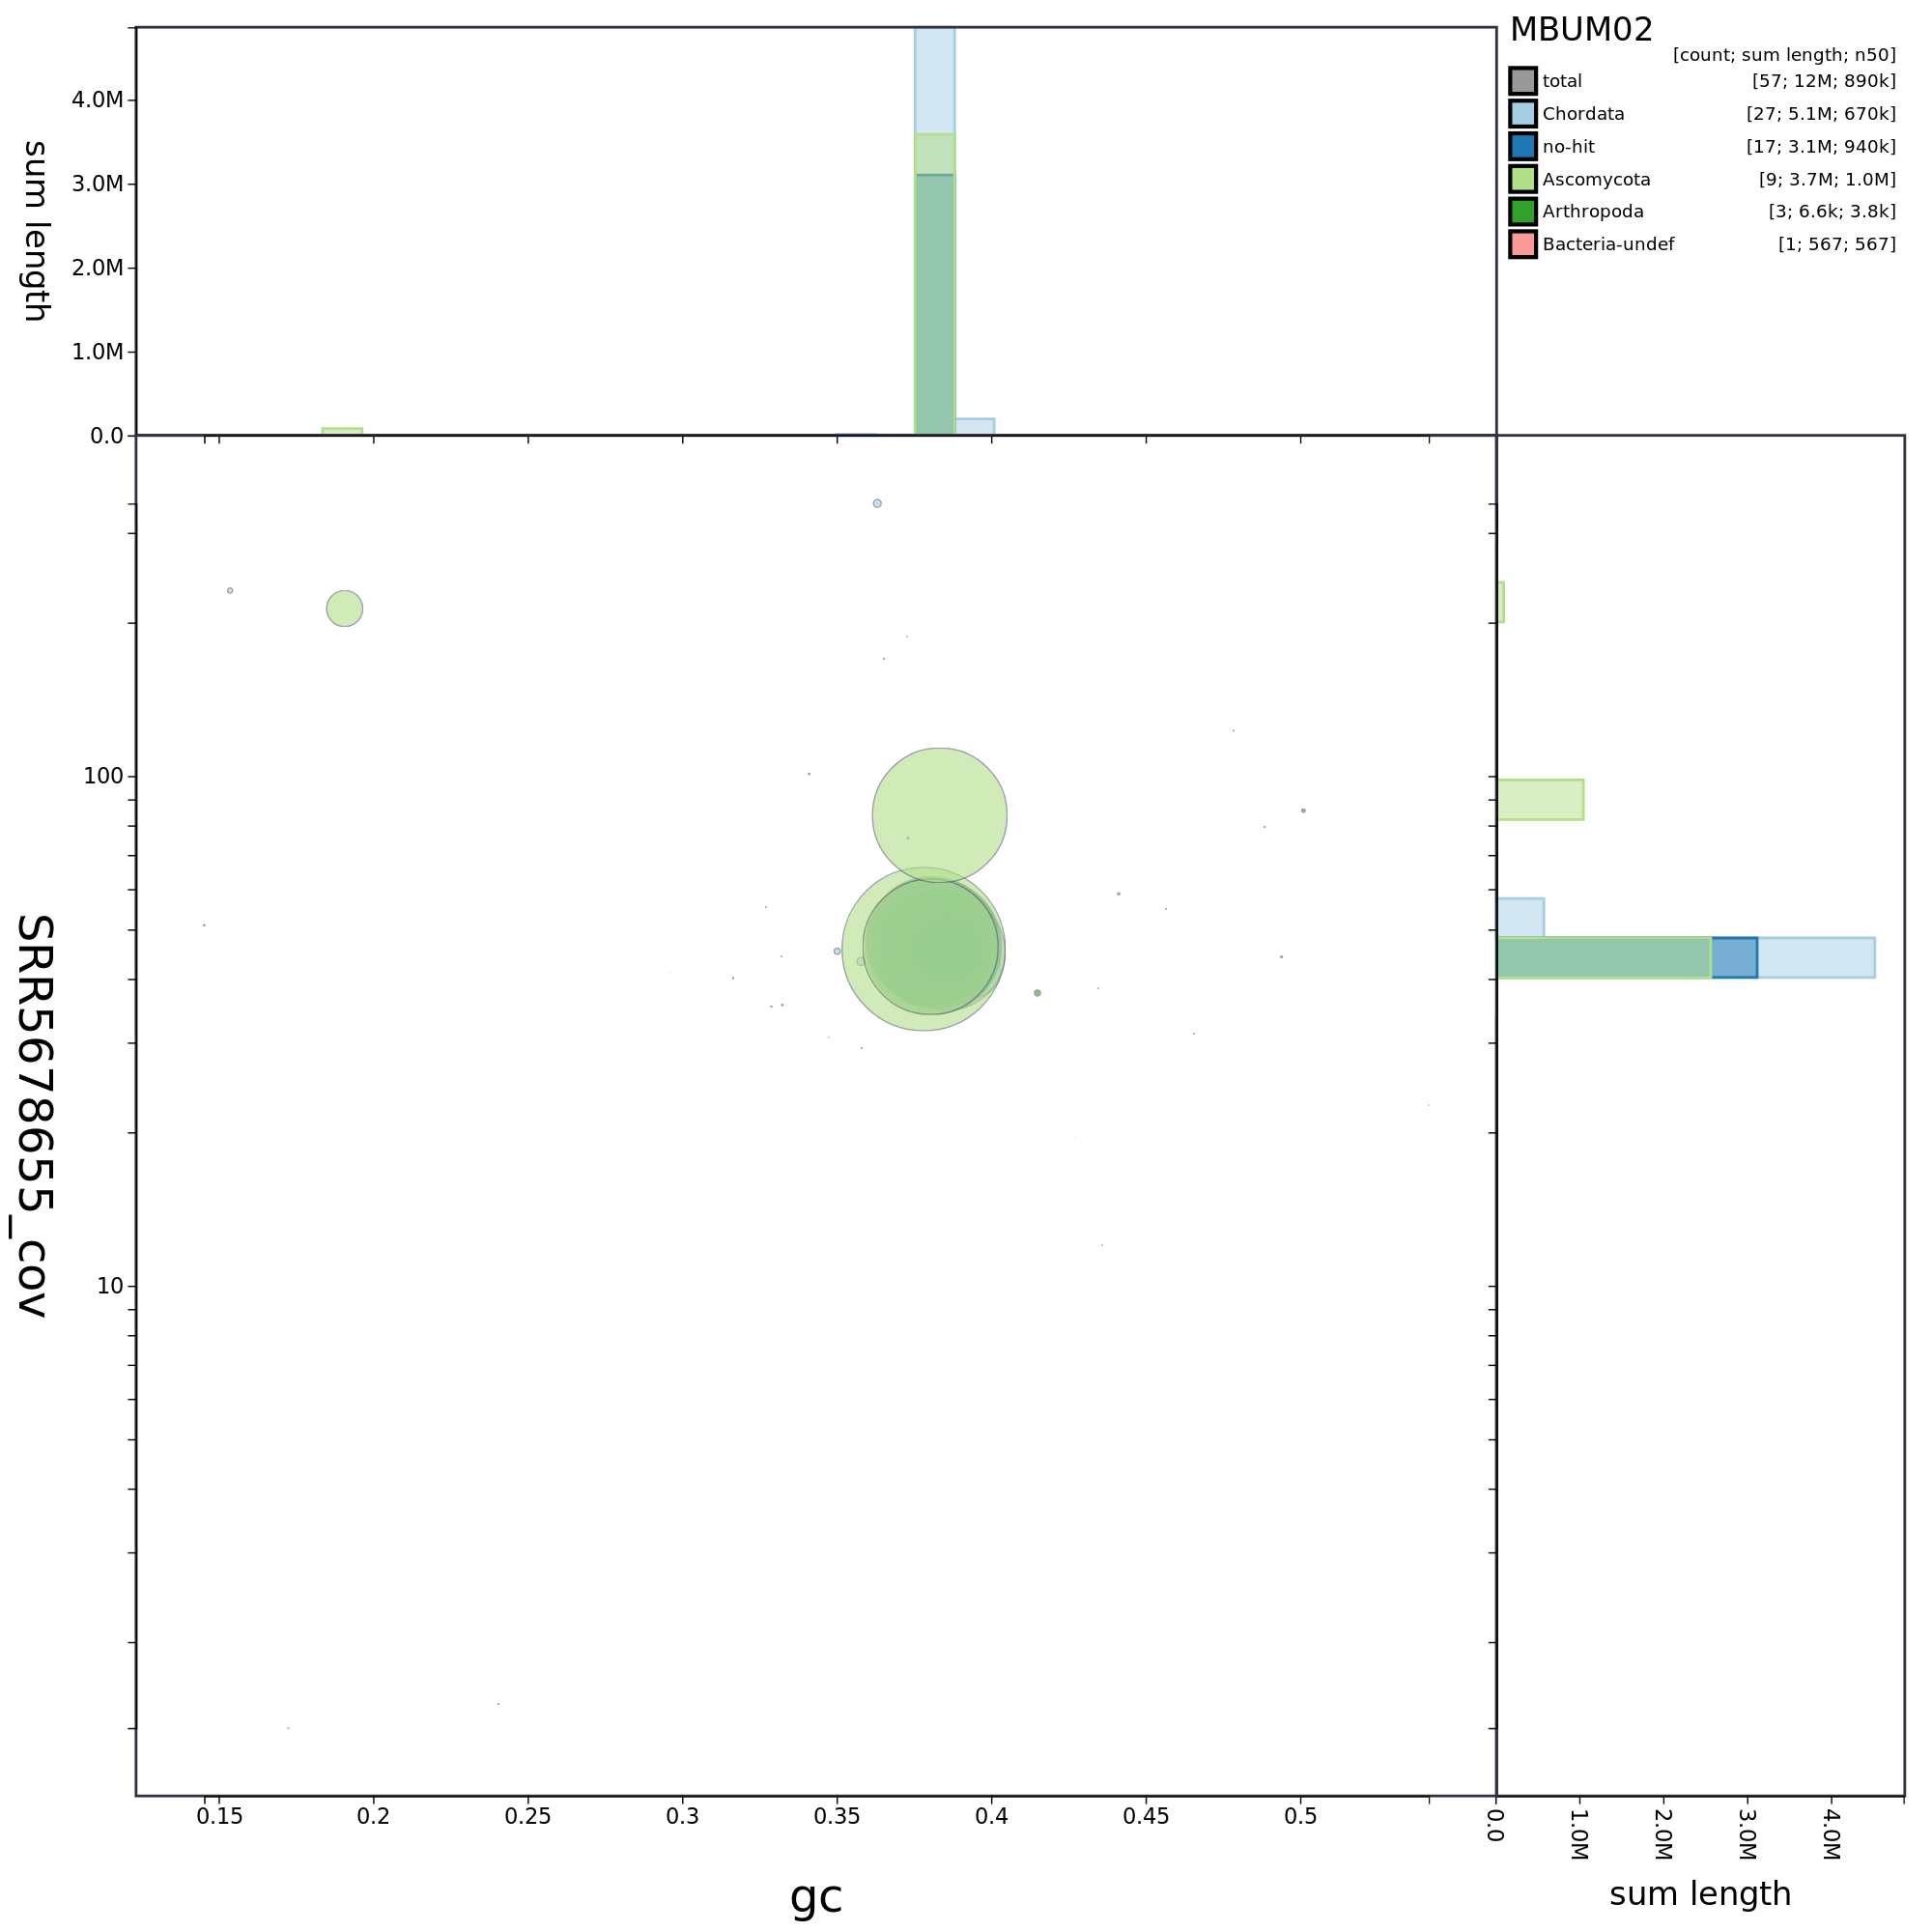 MBUM02
[count; sum length; n50]
total [57; 12M; 890k]
Chordata [27; 5.1M; 670k]
no-hit [17; 3.1M; 940k]
Ascomycota [9; 3.7M; 1.0M]
Arthropoda [3; 6.6k; 3.8k]
Bacteria-undef [1; 567; 567]
sum length
4.0M
3.0M
2.0M
1.0M
0.0
SRR5678655_cov
100
10
0.15 0.2 0.25 0.3 0.35 0.4 0.45 0.5
gc
0.0 1.0M 2.0M 3.0M 4.0M
sum length